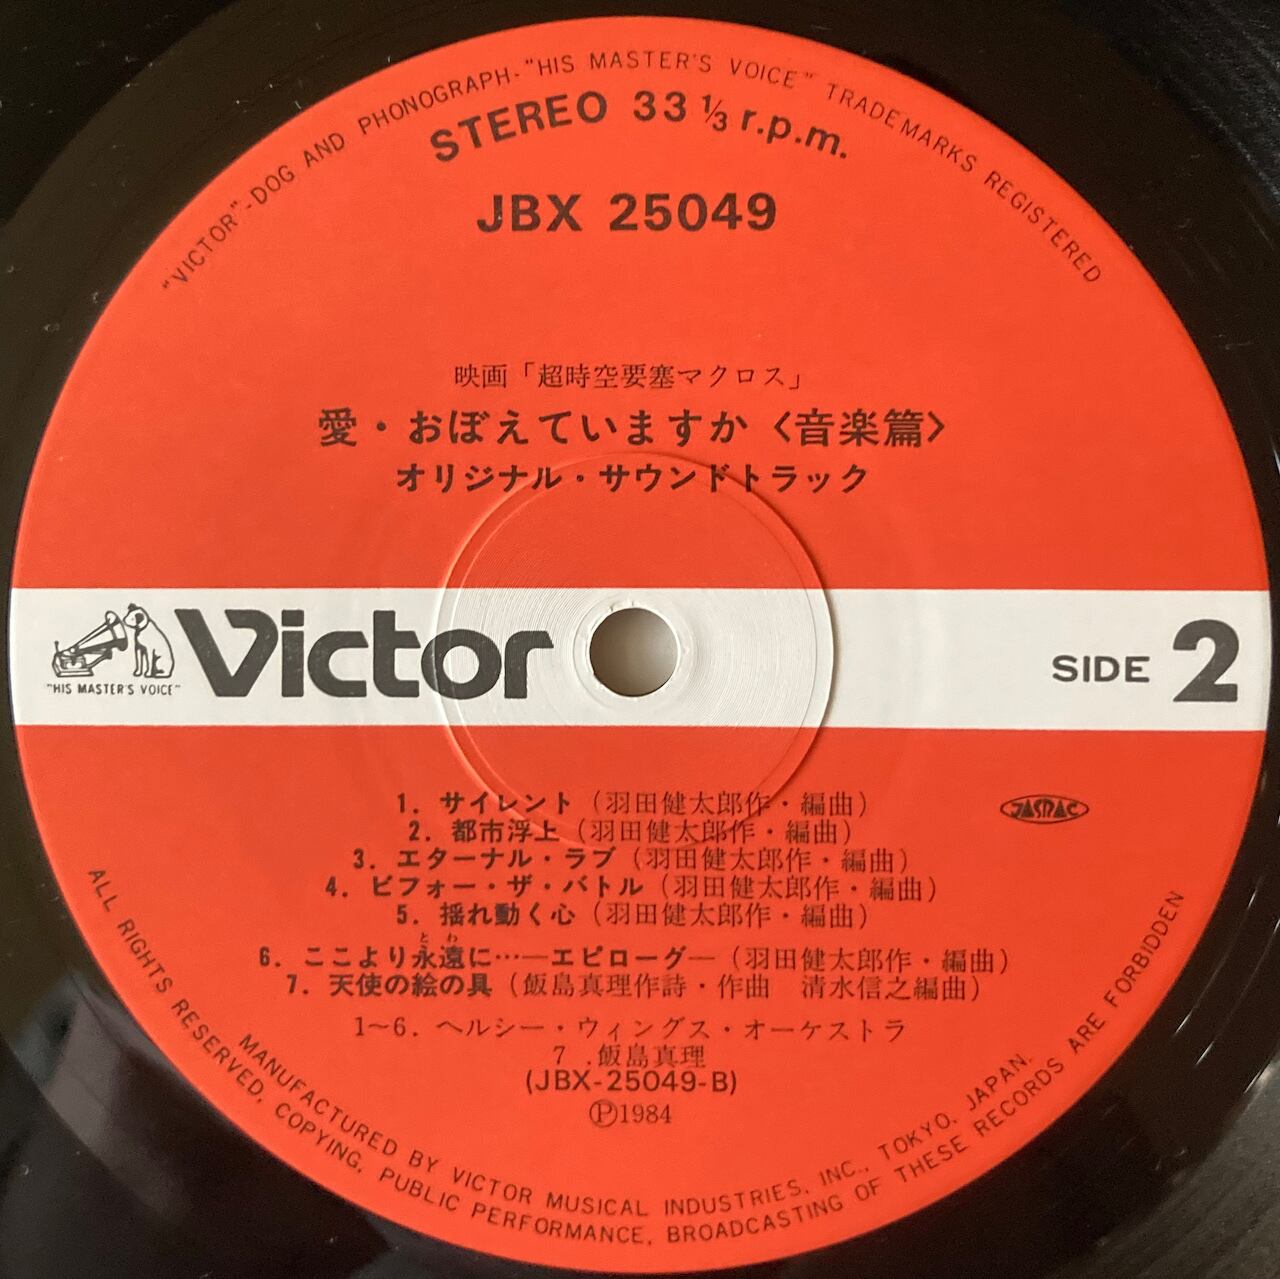 "VICTOR"-DOG AND PHONOGRAPH-"HIS MASTER'S VOICE" TRADEMARKS REGISTERED
STEREO 33 1/3 r.p.m.
JBX 25049
映画「超時空要塞マクロス」
愛・おぼえていますか〈音楽篇〉
オリジナル・サウンドトラック
"HIS MASTER'S VOICE"
Victor
SIDE 2
1. サイレント（羽田健太郎作・編曲）
JASRAC
2. 都市浮上（羽田健太郎作・編曲）
3. エターナル・ラブ（羽田健太郎作・編曲）
4. ビフォー・ザ・バトル（羽田健太郎作・編曲）
5. 揺れ動く心（羽田健太郎作・編曲）
とわ
6. ここより永遠に…―エピローグ―（羽田健太郎作・編曲）
7. 天使の絵の具（飯島真理作詩・作曲　清水信之編曲）
1〜6. ヘルシー・ウィングス・オーケストラ
7 .飯島真理
(JBX-25049-B)
Ⓟ1984
MANUFACTURED BY VICTOR MUSICAL INDUSTRIES, INC., TOKYO, JAPAN.
ALL RIGHTS RESERVED, COPYING, PUBLIC PERFORMANCE, BROADCASTING OF THESE RECORDS ARE FORBIDDEN